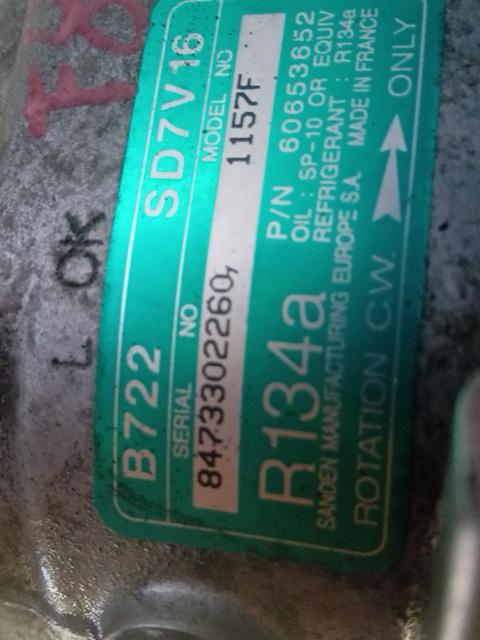 B722 SD7V16
SERIAL NO MODEL NO
8473302260, 1157F
R134a
P/N 60653652
OIL: SP-10 OR EQUIV
REFRIGERANT : R134a
SANDEN MANUFACTURING EUROPE S.A. MADE IN FRANCE
ROTATION C.W. ONLY
OK